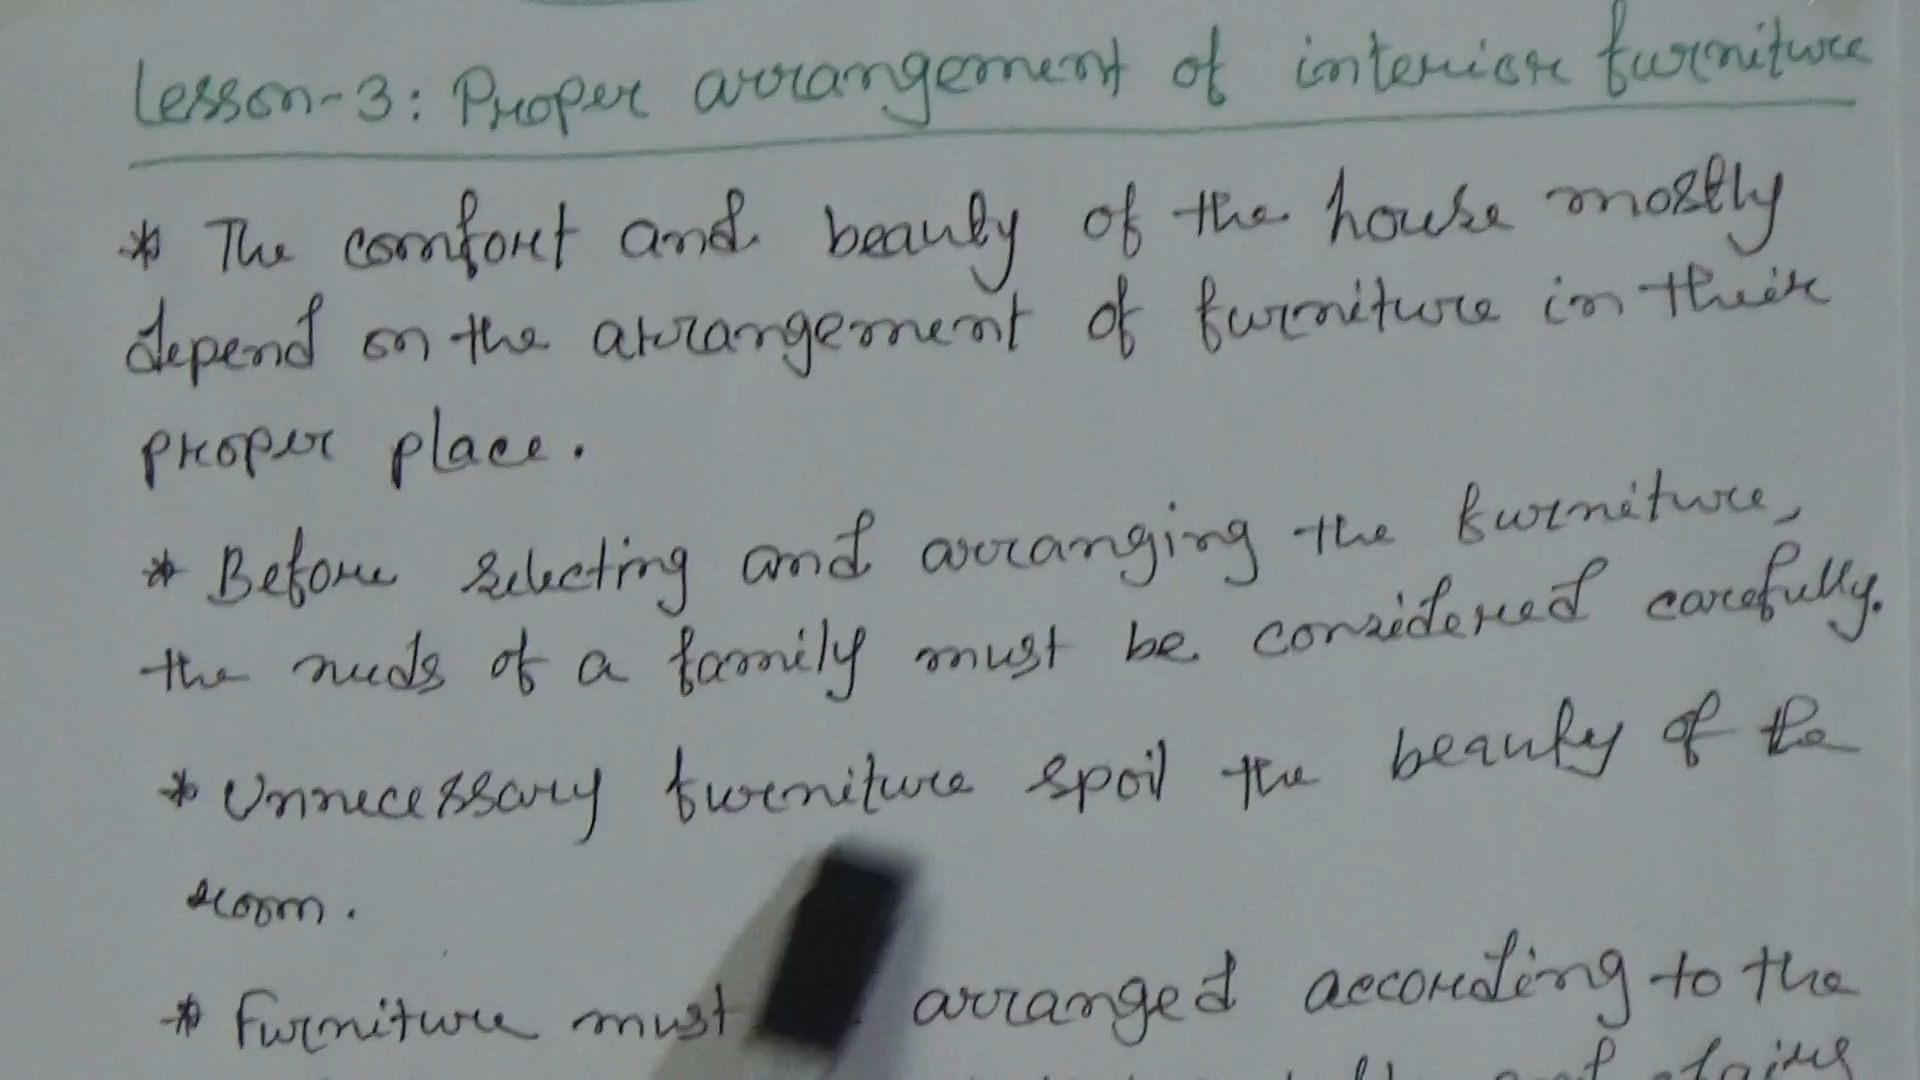 Lesson-3: Proper arrangement of interior furniture
* The comfort and beauty of the house mostly
depend on the arrangement of furniture in their
proper place.
* Before selecting and arranging the furniture,
the needs of a family must be considered carefully.
* Unnecessary furniture spoil the beauty of the
room.
* Furniture must arranged according to the